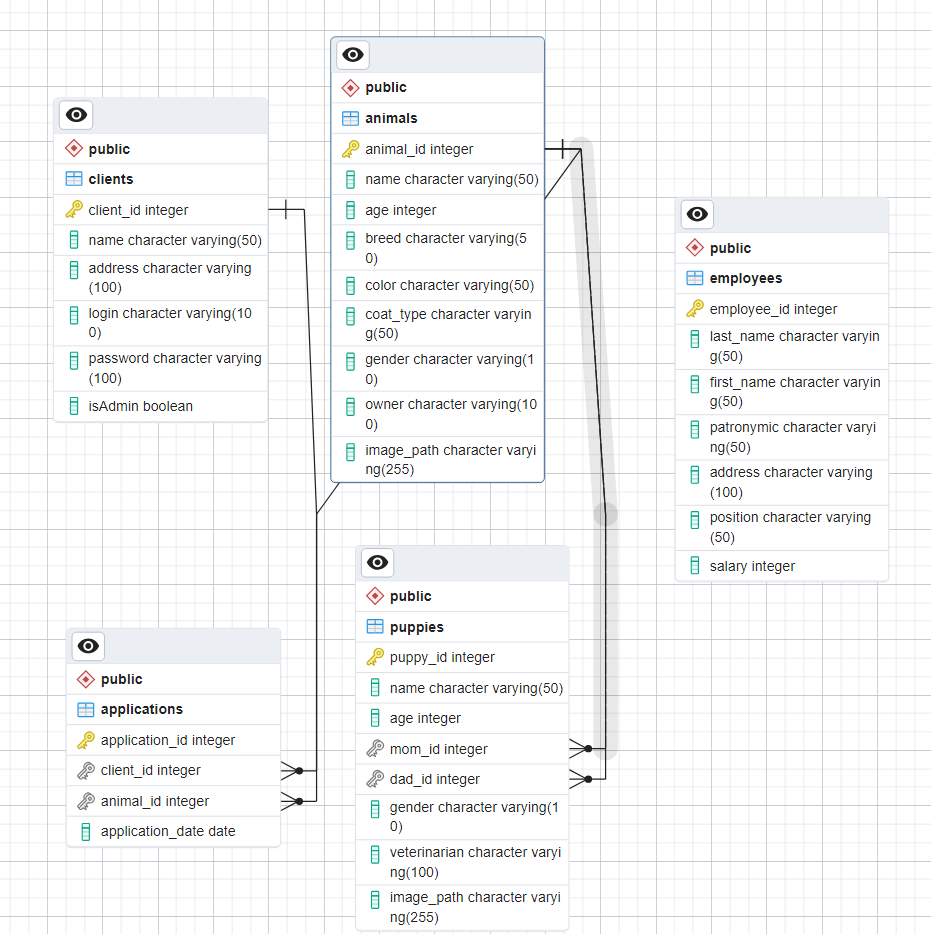 public
clients
client_id integer
name character varying(50)
address character varying
(100)
login character varying(10
0)
password character varying
(100)
isAdmin boolean
public
animals
animal_id integer
name character varying(50)
age integer
breed character varying(5
0)
color character varying(50)
coat_type character varyin
g(50)
gender character varying(1
0)
owner character varying(10
0)
image_path character varyi
ng(255)
public
employees
employee_id integer
last_name character varyin
g(50)
first_name character varyin
g(50)
patronymic character varyi
ng(50)
address character varying
(100)
position character varying
(50)
salary integer
public
applications
application_id integer
client_id integer
animal_id integer
application_date date
public
puppies
puppy_id integer
name character varying(50)
age integer
mom_id integer
dad_id integer
gender character varying(1
0)
veterinarian character varyi
ng(100)
image_path character varyi
ng(255)